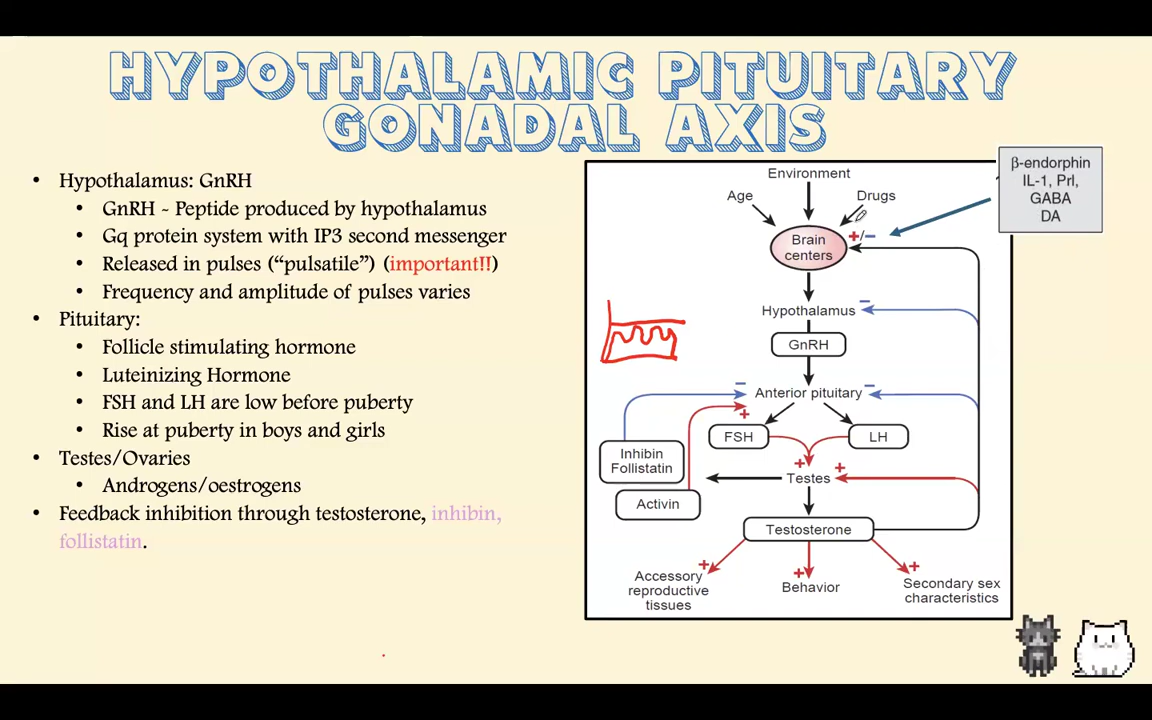 HYPOTHALAMIC PITUITARY
GONADAL AXIS
• Hypothalamus: GnRH
• GnRH - Peptide produced by hypothalamus
• Gq protein system with IP3 second messenger
• Released in pulses (“pulsatile”) (important!!)
• Frequency and amplitude of pulses varies
• Pituitary:
• Follicle stimulating hormone
• Luteinizing Hormone
• FSH and LH are low before puberty
• Rise at puberty in boys and girls
• Testes/Ovaries
• Androgens/oestrogens
• Feedback inhibition through testosterone, inhibin,
follistatin.
Environment
Age
Drugs
Brain
centers
+/−
β-endorphin
IL-1, Prl,
GABA
DA
Hypothalamus
−
GnRH
−
Anterior pituitary
−
+
FSH
LH
Inhibin
Follistatin
Activin
+
Testes
+
Testosterone
+
Accessory
reproductive
tissues
+
Behavior
+
Secondary sex
characteristics